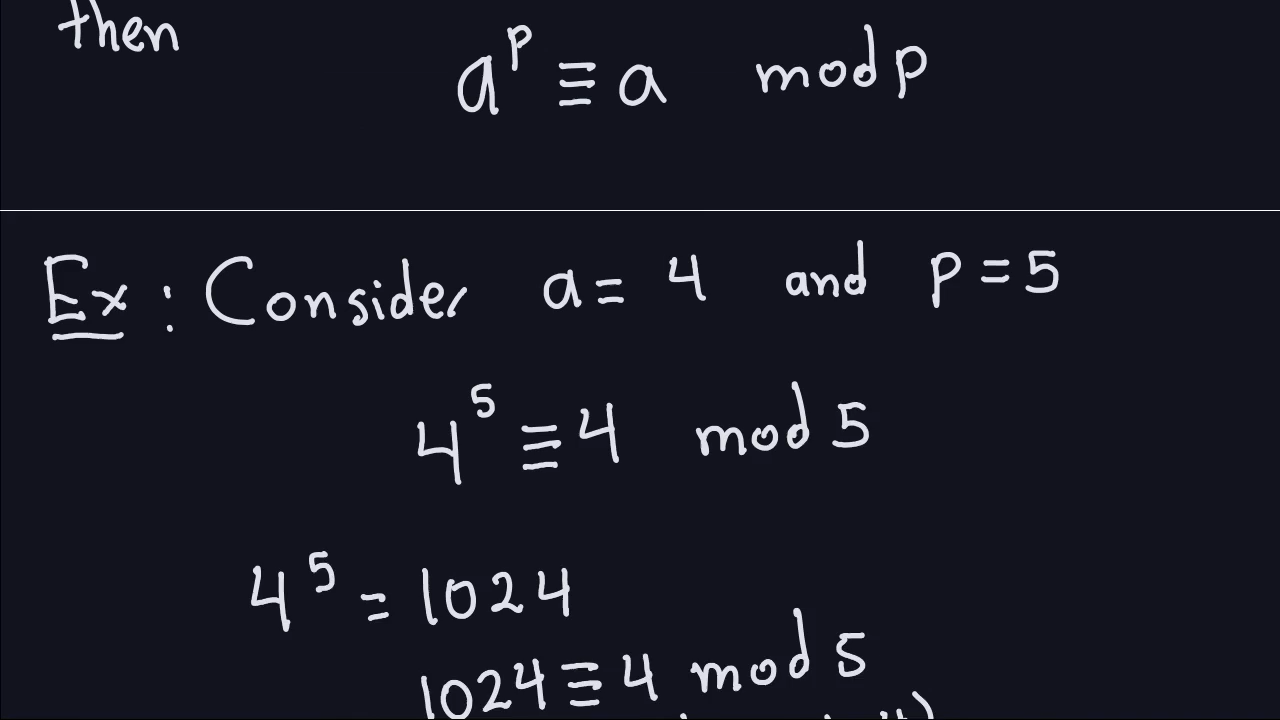 then
a^p ≡ a mod p
Ex: Consider a = 4 and p = 5
4^5 ≡ 4 mod 5
4^5 = 1024
1024 ≡ 4 mod 5